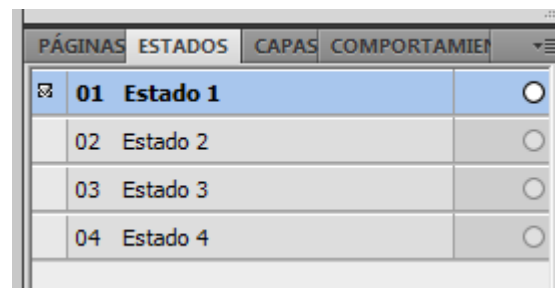 PÁGINAS ESTADOS CAPAS COMPORTAMIEN
01 Estado 1
02 Estado 2
03 Estado 3
04 Estado 4